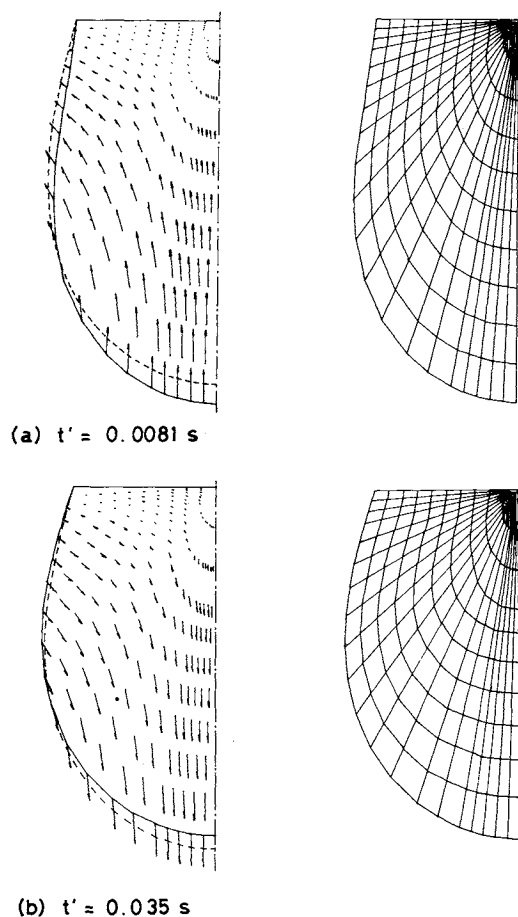 (a) t' = 0.0081 s
(b) t' = 0.035 s